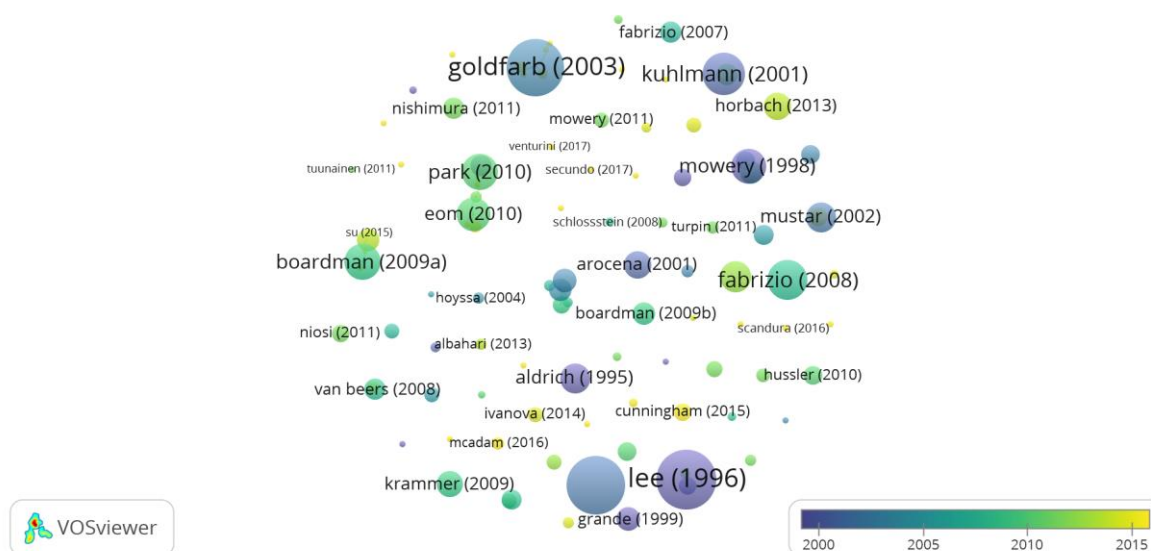 fabrizio (2007)
goldfarb (2003)
kuhlmann (2001)
nishimura (2011)
horbach (2013)
mowery (2011)
venturini (2017)
tuunainen (2011)
park (2010)
secundo (2017)
mowery (1998)
eom (2010)
schlossstein (2008)
turpin (2011)
mustar (2002)
su (2015)
boardman (2009a)
arocena (2001)
fabrizio (2008)
hoyssa (2004)
boardman (2009b)
niosi (2011)
albahari (2013)
scandura (2016)
aldrich (1995)
hussler (2010)
van beers (2008)
ivanova (2014)
cunningham (2015)
mcadam (2016)
krammer (2009)
lee (1996)
grande (1999)
VOSviewer
2000 2005 2010 2015